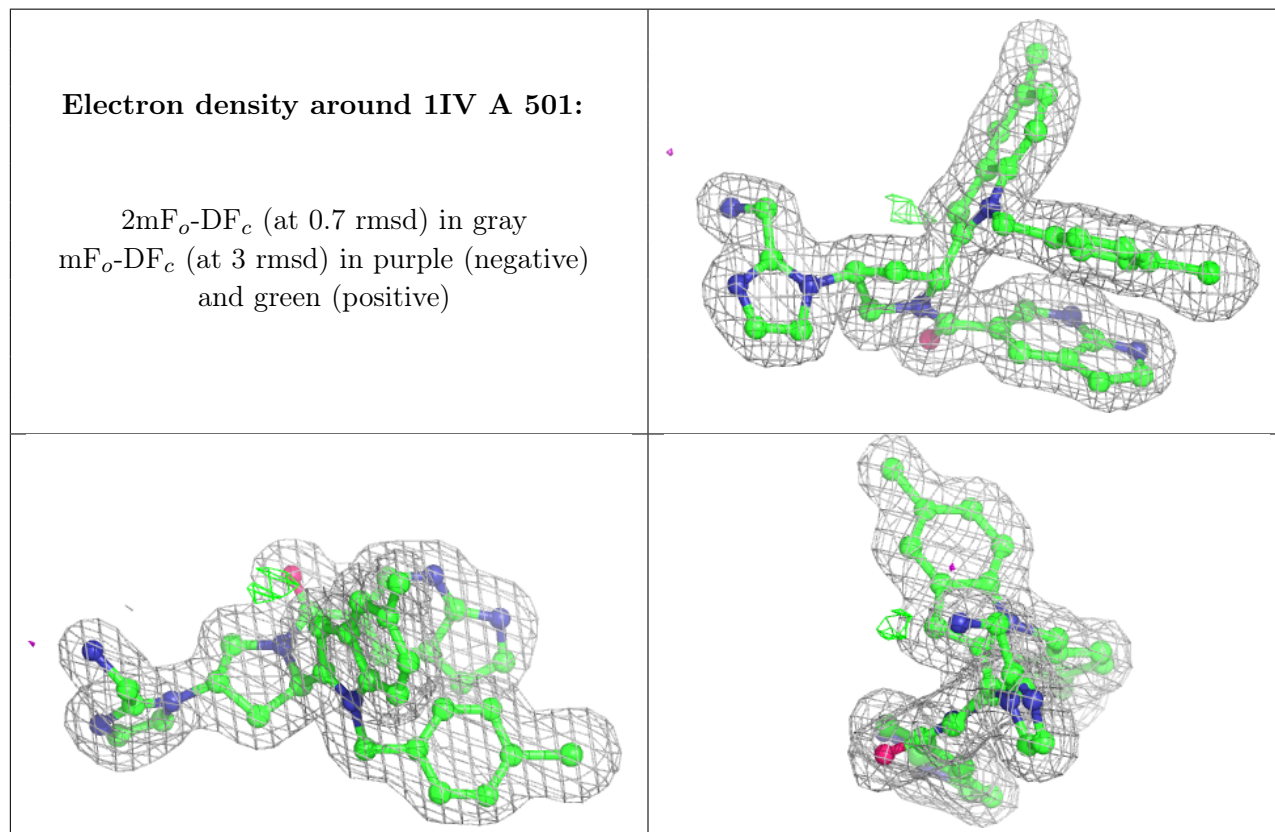 Electron density around 1IV A 501:
2mFₒ-DF𝒸 (at 0.7 rmsd) in gray
mFₒ-DF𝒸 (at 3 rmsd) in purple (negative)
and green (positive)